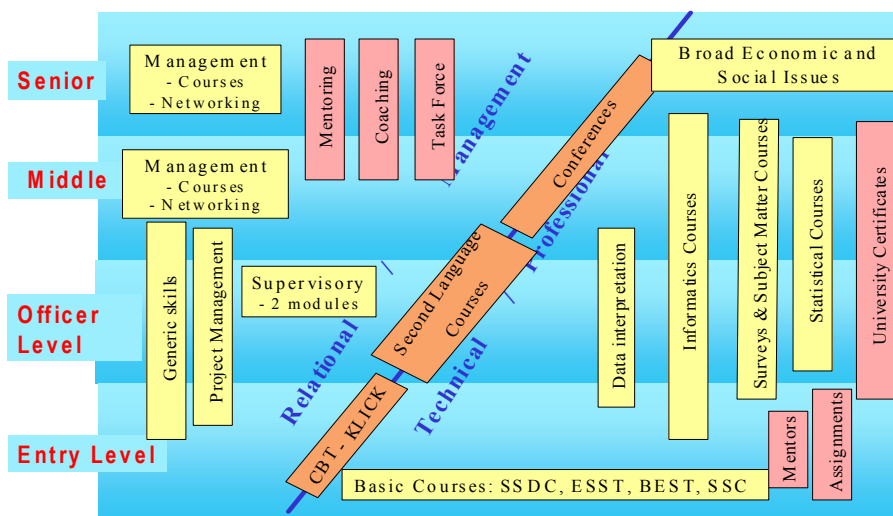 Senior
Management
- Courses
- Networking
Mentoring
Coaching
Task Force
Management
Conferences
Broad Economic and
Social Issues
Middle
Management
- Courses
- Networking
Professional
Officer
Level
Generic skills
Project Management
Supervisory
- 2 modules
Relational /
Second Language
Courses
Technical /
Data interpretation
Informatics Courses
Surveys & Subject Matter Courses
Statistical Courses
University Certificates
Entry Level
CBT - KLICK
Basic Courses: SSDC, ESST, BEST, SSC
Mentors
Assignments